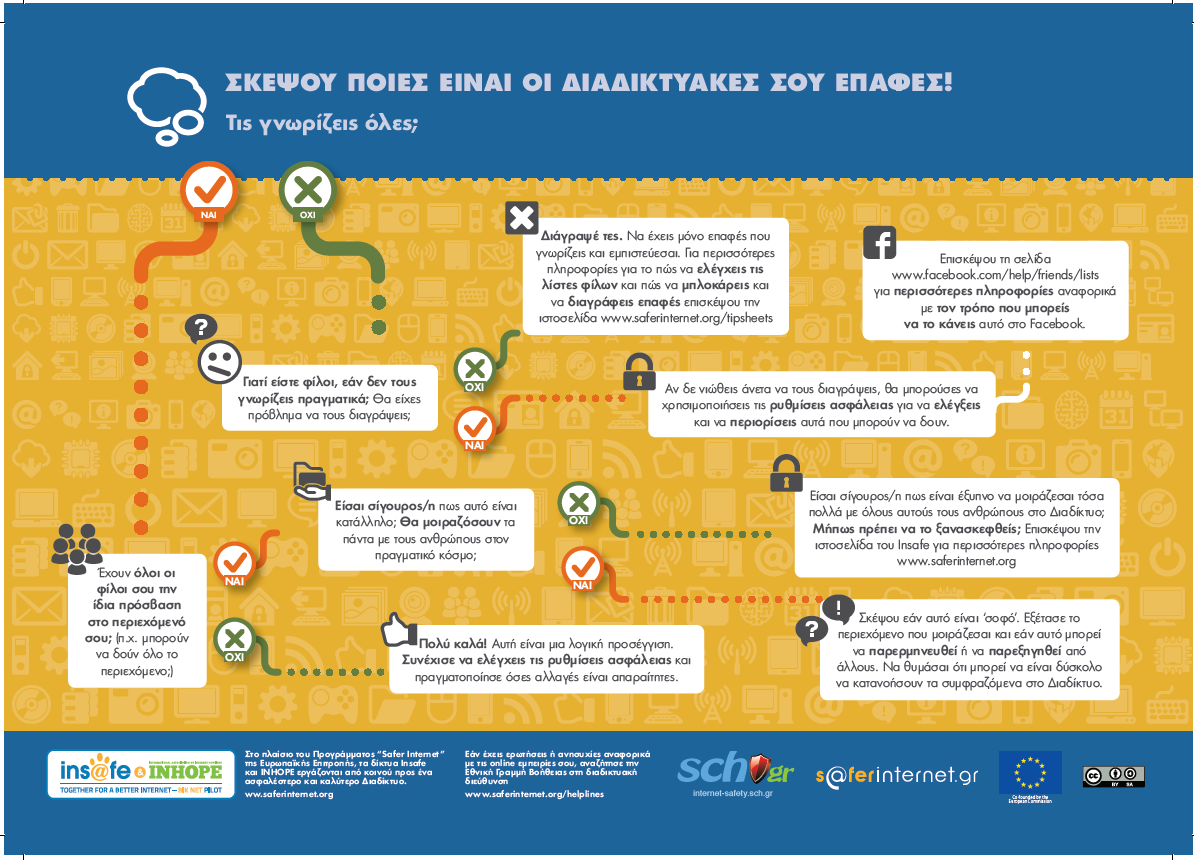 ΣΚΕΨΟΥ ΠΟΙΕΣ ΕΙΝΑΙ ΟΙ ΔΙΑΔΙΚΤΥΑΚΕΣ ΣΟΥ ΕΠΑΦΕΣ!
Τις γνωρίζεις όλες;
ΝΑΙ
ΟΧΙ
Γιατί είστε φίλοι, εάν δεν τους
γνωρίζεις πραγματικά; Θα είχες
πρόβλημα να τους διαγράψεις;
ΟΧΙ
Διάγραψέ τες. Να έχεις μόνο επαφές που
γνωρίζεις και εμπιστεύεσαι. Για περισσότερες
πληροφορίες για το πώς να ελέγχεις τις
λίστες φίλων και πώς να μπλοκάρεις και
να διαγράφεις επαφές επισκέψου την
ιστοσελίδα www.saferinternet.org/tipsheets
ΝΑΙ
Αν δε νιώθεις άνετα να τους διαγράψεις, θα μπορούσες να
χρησιμοποιήσεις τις ρυθμίσεις ασφάλειας για να ελέγξεις
και να περιορίσεις αυτά που μπορούν να δουν.
Επισκέψου τη σελίδα
www.facebook.com/help/friends/lists
για περισσότερες πληροφορίες αναφορικά
με τον τρόπο που μπορείς
να το κάνεις αυτό στο Facebook.
Έχουν όλοι οι
φίλοι σου την
ίδια πρόσβαση
στο περιεχόμενό
σου; (π.χ. μπορούν
να δούν όλο το
περιεχόμενο;)
ΝΑΙ
Είσαι σίγουρος/η πως αυτό είναι
κατάλληλο; Θα μοιραζόσουν τα
πάντα με τους ανθρώπους στον
πραγματικό κόσμο;
ΟΧΙ
Πολύ καλά! Αυτή είναι μια λογική προσέγγιση.
Συνέχισε να ελέγχεις τις ρυθμίσεις ασφάλειας και
πραγματοποίησε όσες αλλαγές είναι απαραίτητες.
ΟΧΙ
Είσαι σίγουρος/η πως είναι έξυπνο να μοιράζεσαι τόσα
πολλά με όλους αυτούς τους ανθρώπους στο Διαδίκτυο;
Μήπως πρέπει να το ξανασκεφθείς; Επισκέψου την
ιστοσελίδα του Insafe για περισσότερες πληροφορίες
www.saferinternet.org
ΝΑΙ
Σκέψου εάν αυτό είναι 'σοφό'. Εξέτασε το
περιεχόμενο που μοιράζεσαι και εάν αυτό μπορεί
να παρερμηνευθεί ή να παρεξηγηθεί από
άλλους. Να θυμάσαι ότι μπορεί να είναι δύσκολο
να κατανοήσουν τα συμφραζόμενα στο Διαδίκτυο.
ins@fe & INHOPE
TOGETHER FOR A BETTER INTERNET
Στο πλαίσιο του Προγράμματος "Safer Internet"
της Ευρωπαϊκής Επιτροπής, τα δίκτυα Insafe
και INHOPE εργάζονται από κοινού προς ένα
ασφαλέστερο και καλύτερο Διαδίκτυο.
ww.saferinternet.org
Εάν έχεις ερωτήσεις ή ανησυχίες αναφορικά
με τις online εμπειρίες σου, αναζήτησε την
Εθνική Γραμμή Βοήθειας στη διαδικτυακή
διεύθυνση
www.saferinternet.org/helplines
sch gr
internet-safety.sch.gr
s@ferinternet.gr
Co-founded by the
European Commission
cc
BY SA